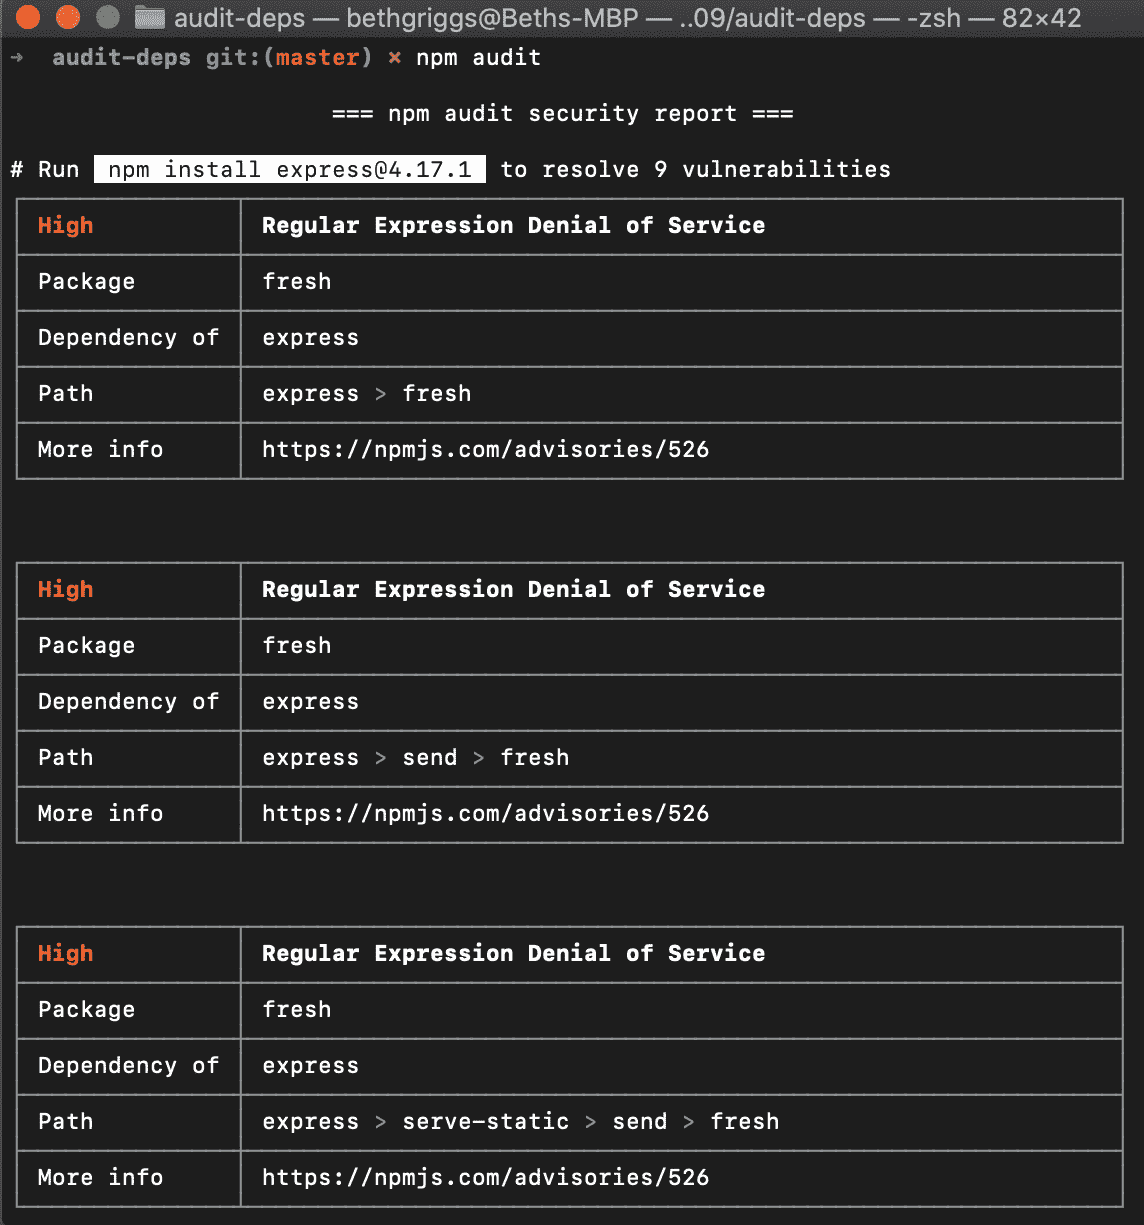 audit-deps — bethgriggs@Beths-MBP — ..09/audit-deps — -zsh — 82×42
→ audit-deps git:(master) × npm audit
=== npm audit security report ===
# Run npm install express@4.17.1 to resolve 9 vulnerabilities
High Regular Expression Denial of Service
Package fresh
Dependency of express
Path express > fresh
More info https://npmjs.com/advisories/526
High Regular Expression Denial of Service
Package fresh
Dependency of express
Path express > send > fresh
More info https://npmjs.com/advisories/526
High Regular Expression Denial of Service
Package fresh
Dependency of express
Path express > serve-static > send > fresh
More info https://npmjs.com/advisories/526